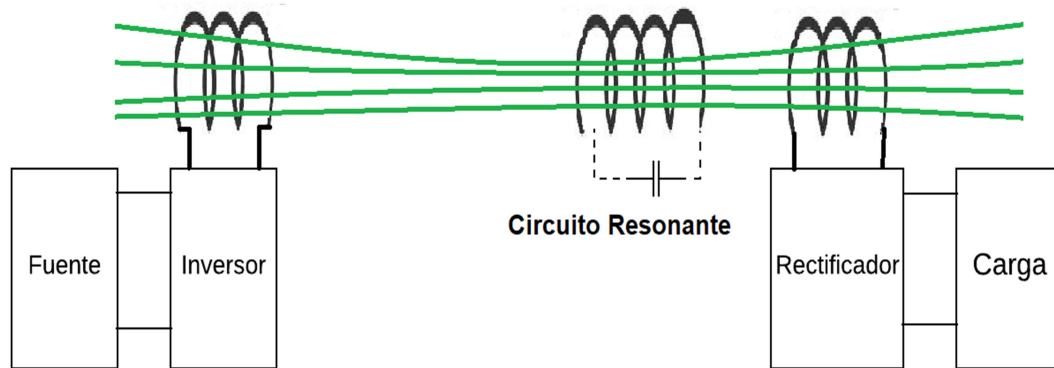 Circuito Resonante
Fuente
Inversor
Rectificador
Carga